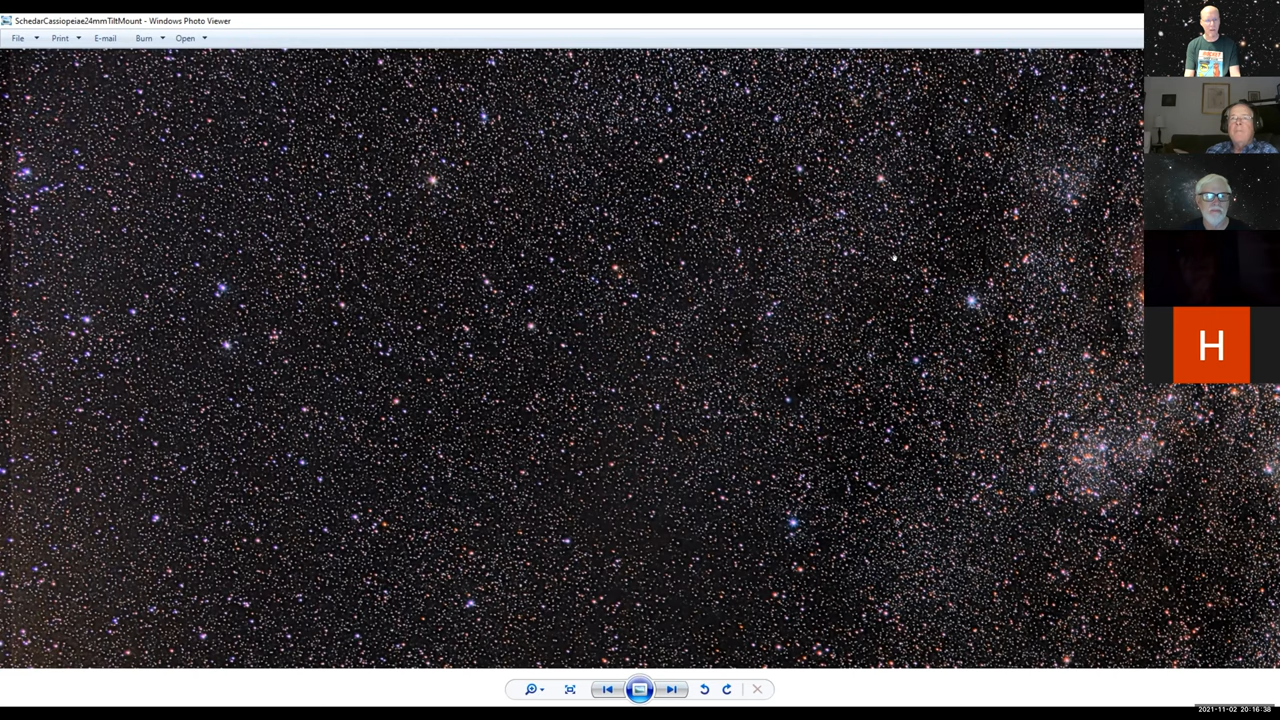 SchedarCassiopeiae24mmTiltMount - Windows Photo Viewer
File Print E-mail Burn Open
H
2021-11-02 20:16:38